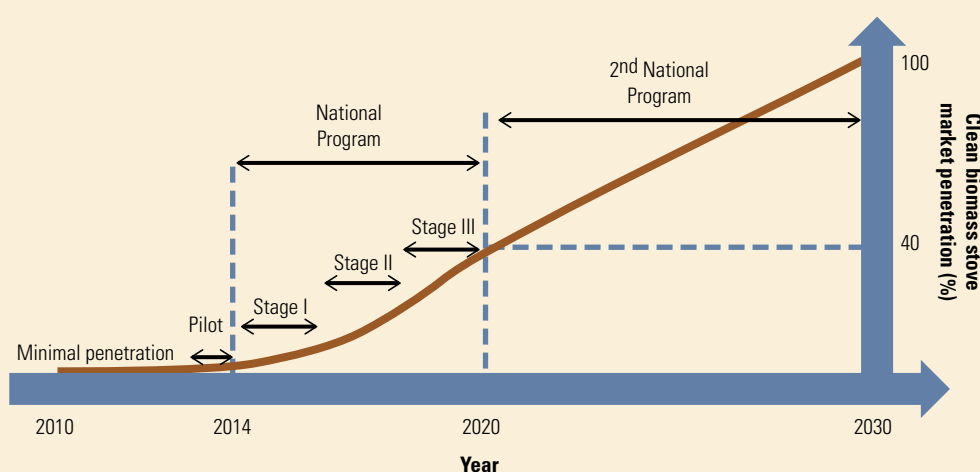 100
2nd National
Program
National
Program
Clean biomass stove
market penetration (%)
Stage III
40
Stage II
Stage I
Pilot
Minimal penetration
2010
2014
2020
2030
Year